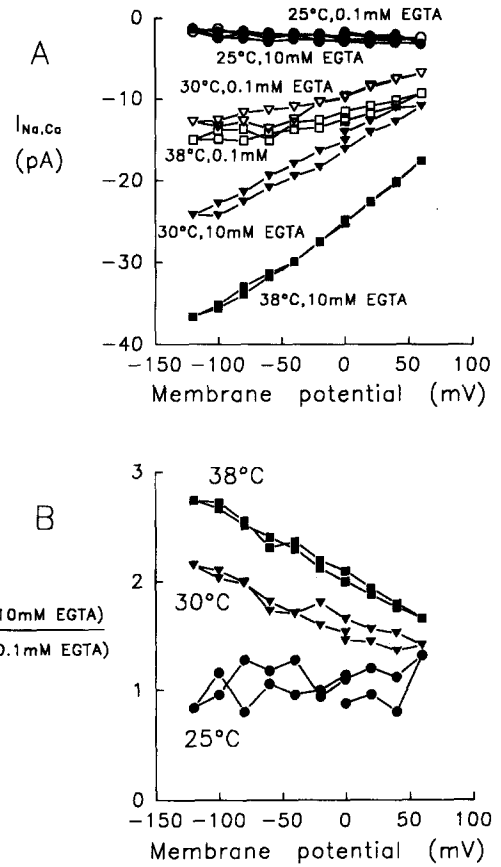 A
0
-10
-20
-30
-40
I Na,Ca
(pA)
25°C,0.1mM EGTA
25°C,10mM EGTA
30°C,0.1mM EGTA
38°C,0.1mM
30°C,10mM EGTA
38°C,10mM EGTA
-150 -100 -50 0 50 100
Membrane potential (mV)
B
3
2
1
0
10mM EGTA)
0.1mM EGTA)
38°C
30°C
25°C
-150 -100 -50 0 50 100
Membrane potential (mV)